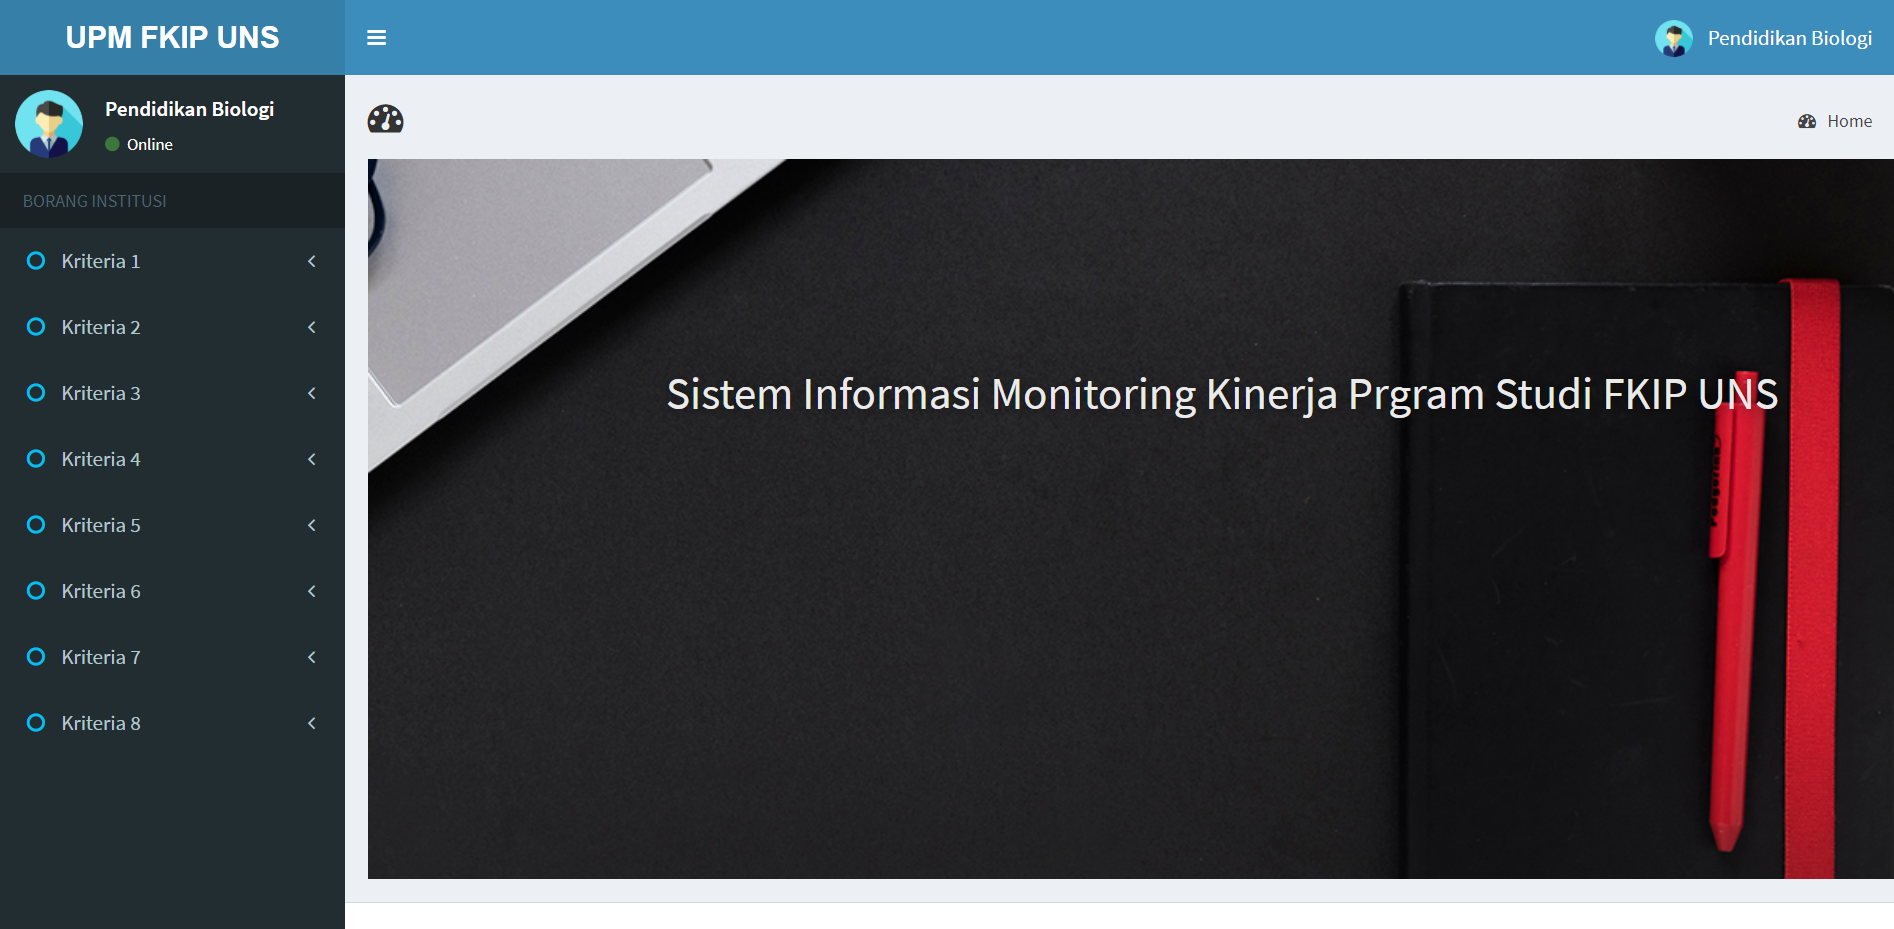 UPM FKIP UNS
Pendidikan Biologi
Pendidikan Biologi
Online
Home
BORANG INSTITUSI
Kriteria 1
Kriteria 2
Kriteria 3
Kriteria 4
Kriteria 5
Kriteria 6
Kriteria 7
Kriteria 8
Sistem Informasi Monitoring Kinerja Prgram Studi FKIP UNS